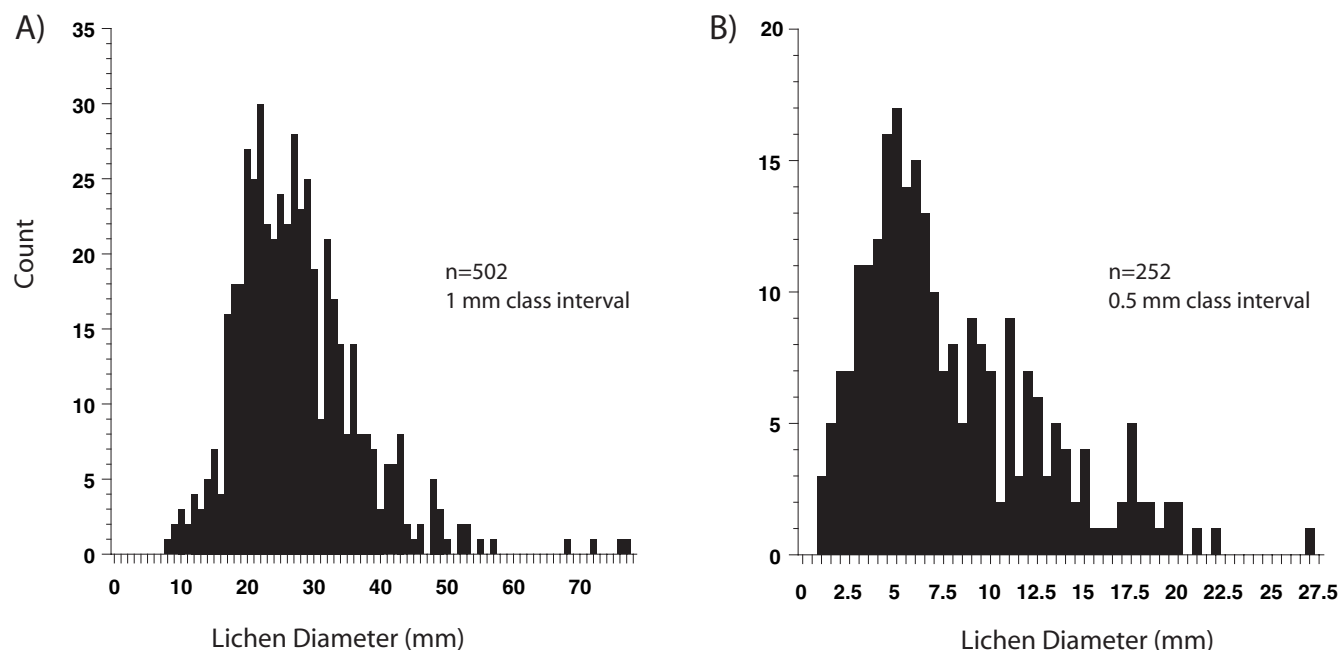 A)
35
30
25
20
15
10
5
0
Count
n=502
1 mm class interval
0 10 20 30 40 50 60 70
Lichen Diameter (mm)
B)
20
15
10
5
0
n=252
0.5 mm class interval
0 2.5 5 7.5 10 12.5 15 17.5 20 22.5 25 27.5
Lichen Diameter (mm)